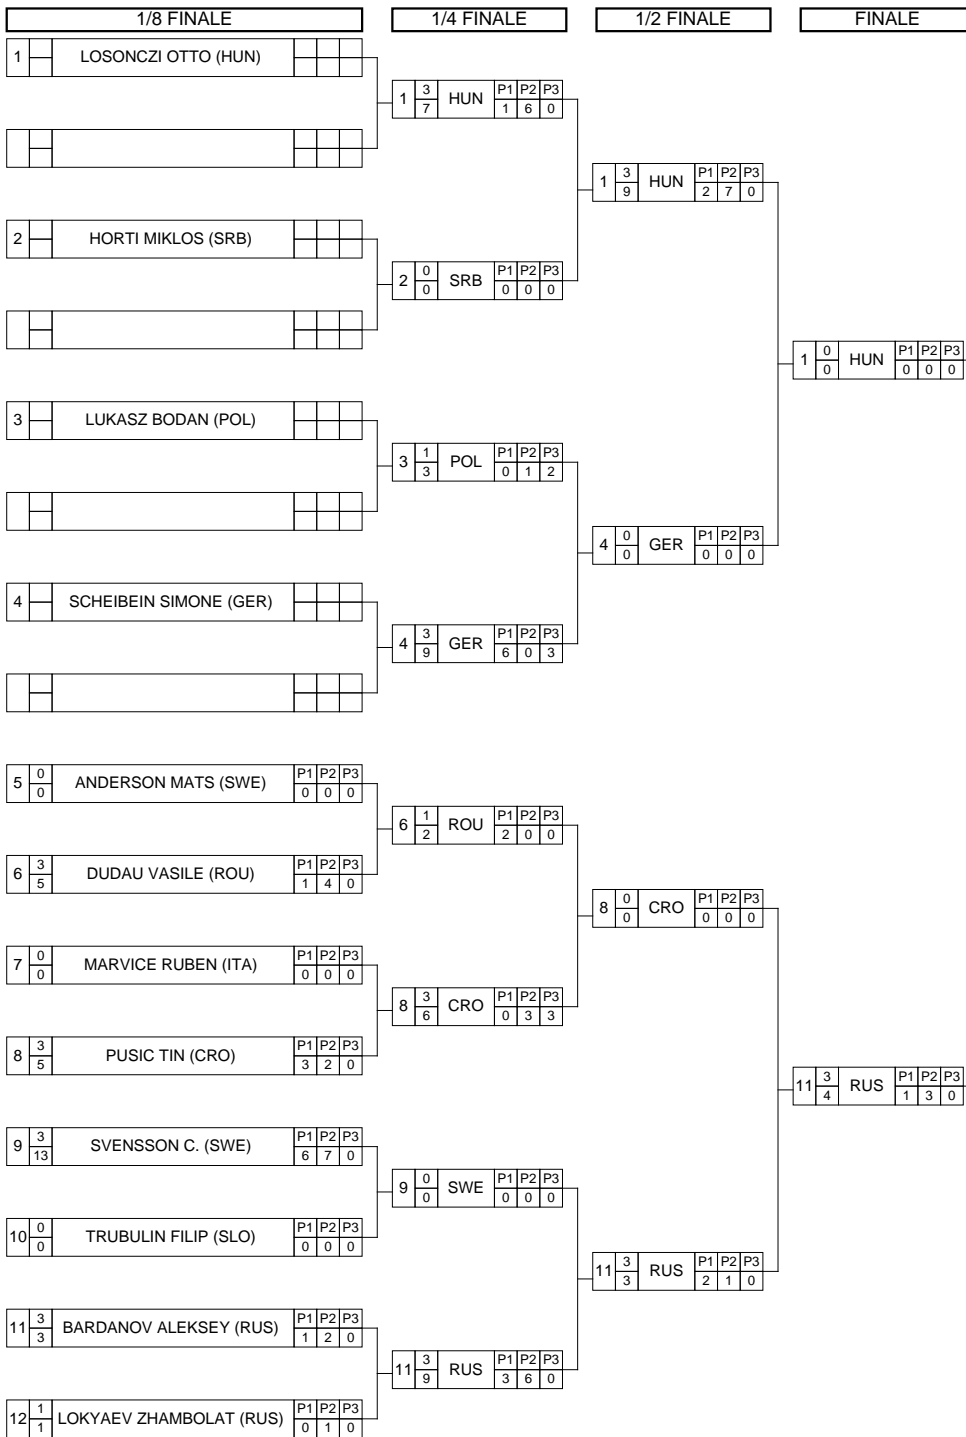 1/8 FINALE 1/4 FINALE 1/2 FINALE FINALE
1 LOSONCZI OTTO (HUN)
1 3 7 HUN P1 P2 P3 1 6 0
1 3 9 HUN P1 P2 P3 2 7 0
2 HORTI MIKLOS (SRB)
2 0 0 SRB P1 P2 P3 0 0 0
1 0 0 HUN P1 P2 P3 0 0 0
3 LUKASZ BODAN (POL)
3 1 3 POL P1 P2 P3 0 1 2
4 0 0 GER P1 P2 P3 0 0 0
4 SCHEIBEIN SIMONE (GER)
4 3 9 GER P1 P2 P3 6 0 3
5 0 0 ANDERSON MATS (SWE) P1 P2 P3 0 0 0
6 1 2 ROU P1 P2 P3 2 0 0
6 3 5 DUDAU VASILE (ROU) P1 P2 P3 1 4 0
8 0 0 CRO P1 P2 P3 0 0 0
7 0 0 MARVICE RUBEN (ITA) P1 P2 P3 0 0 0
8 3 6 CRO P1 P2 P3 0 3 3
8 3 5 PUSIC TIN (CRO) P1 P2 P3 3 2 0
11 3 4 RUS P1 P2 P3 1 3 0
9 3 13 SVENSSON C. (SWE) P1 P2 P3 6 7 0
9 0 0 SWE P1 P2 P3 0 0 0
10 0 0 TRUBULIN FILIP (SLO) P1 P2 P3 0 0 0
11 3 3 RUS P1 P2 P3 2 1 0
11 3 3 BARDANOV ALEKSEY (RUS) P1 P2 P3 1 2 0
11 3 9 RUS P1 P2 P3 3 6 0
12 1 1 LOKYAEV ZHAMBOLAT (RUS) P1 P2 P3 0 1 0